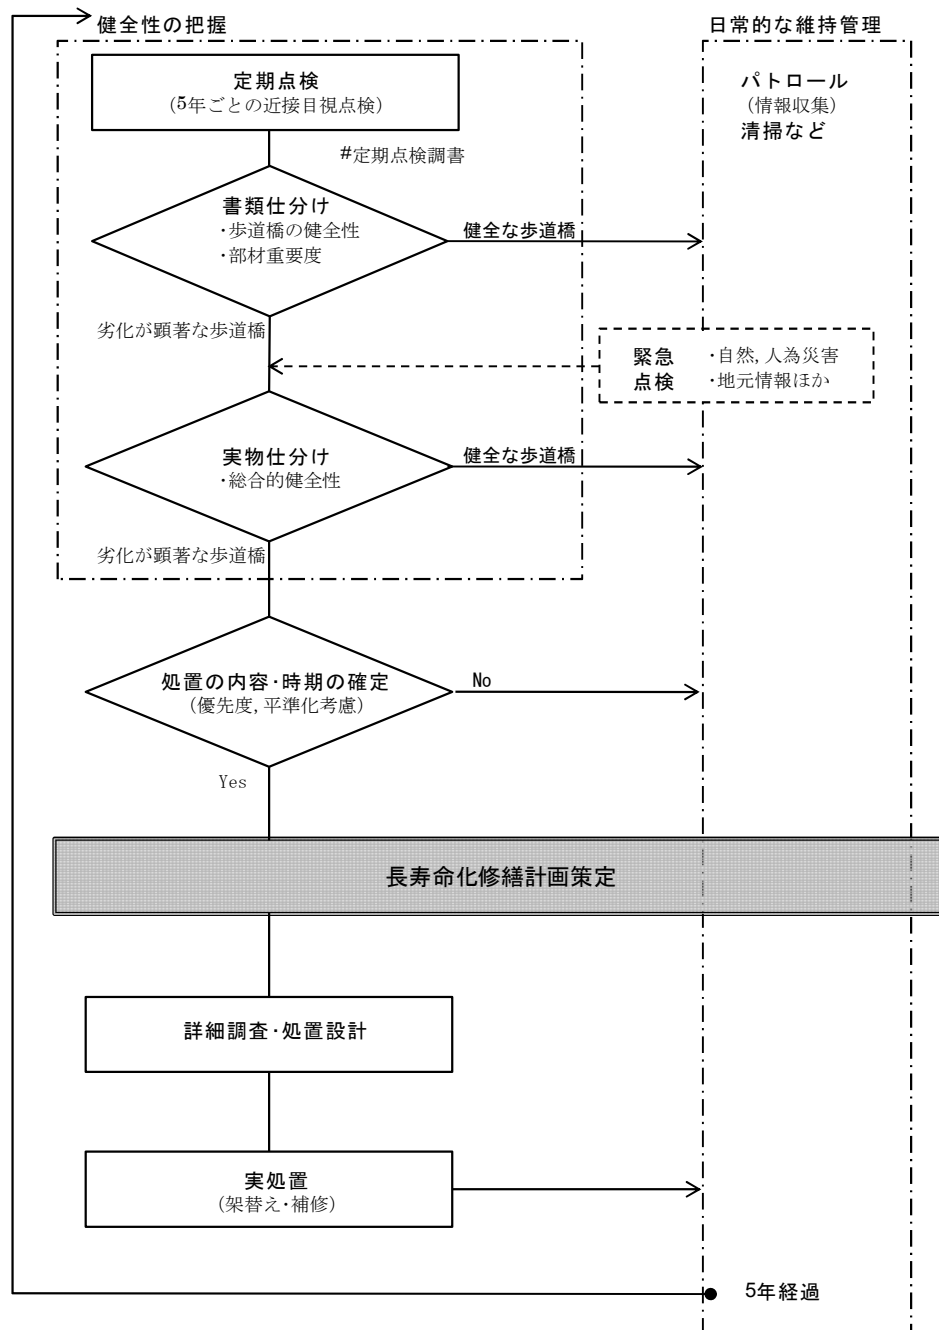 健全性の把握
日常的な維持管理
定期点検
(5年ごとの近接目視点検)
パトロール
(情報収集)
清掃など
#定期点検調書
書類仕分け
・歩道橋の健全性
・部材重要度
健全な歩道橋
劣化が顕著な歩道橋
緊急
点検
・自然,人為災害
・地元情報ほか
実物仕分け
・総合的健全性
健全な歩道橋
劣化が顕著な歩道橋
処置の内容・時期の確定
(優先度,平準化考慮)
No
Yes
長寿命化修繕計画策定
詳細調査・処置設計
実処置
(架替え・補修)
5年経過